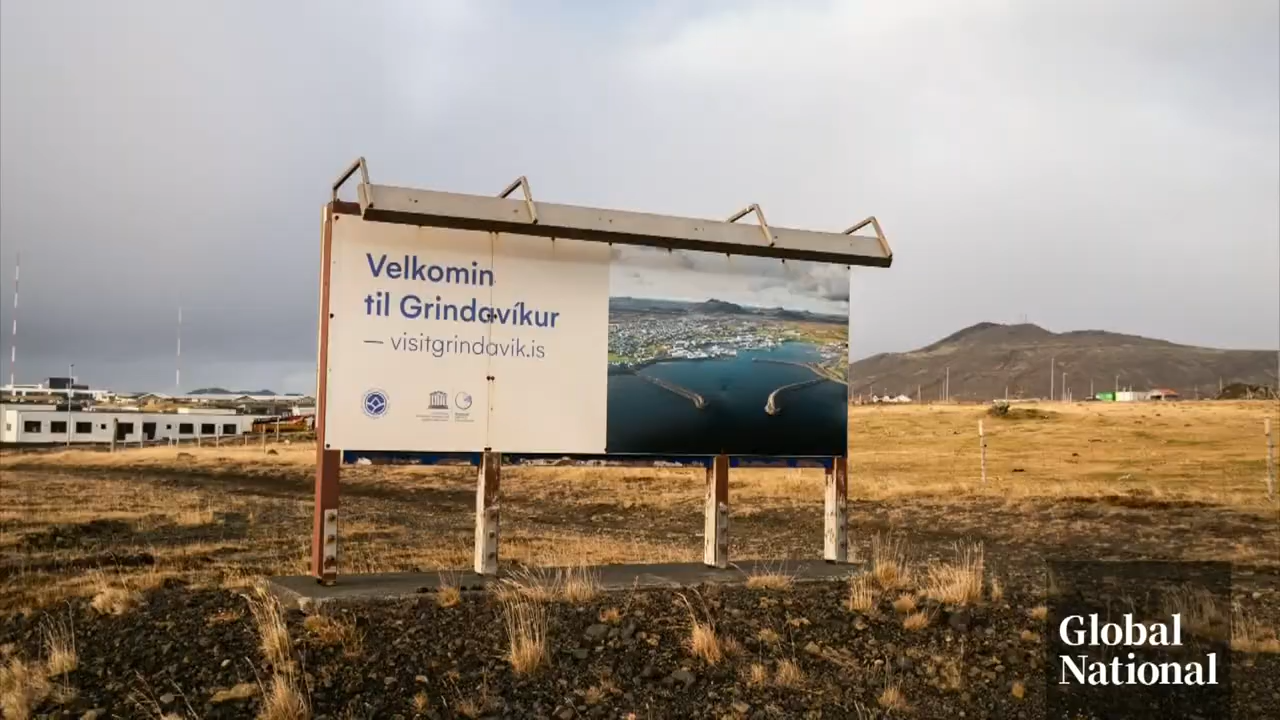 Velkomin
til Grindavíkur
— visitgrindavik.is
Global
National